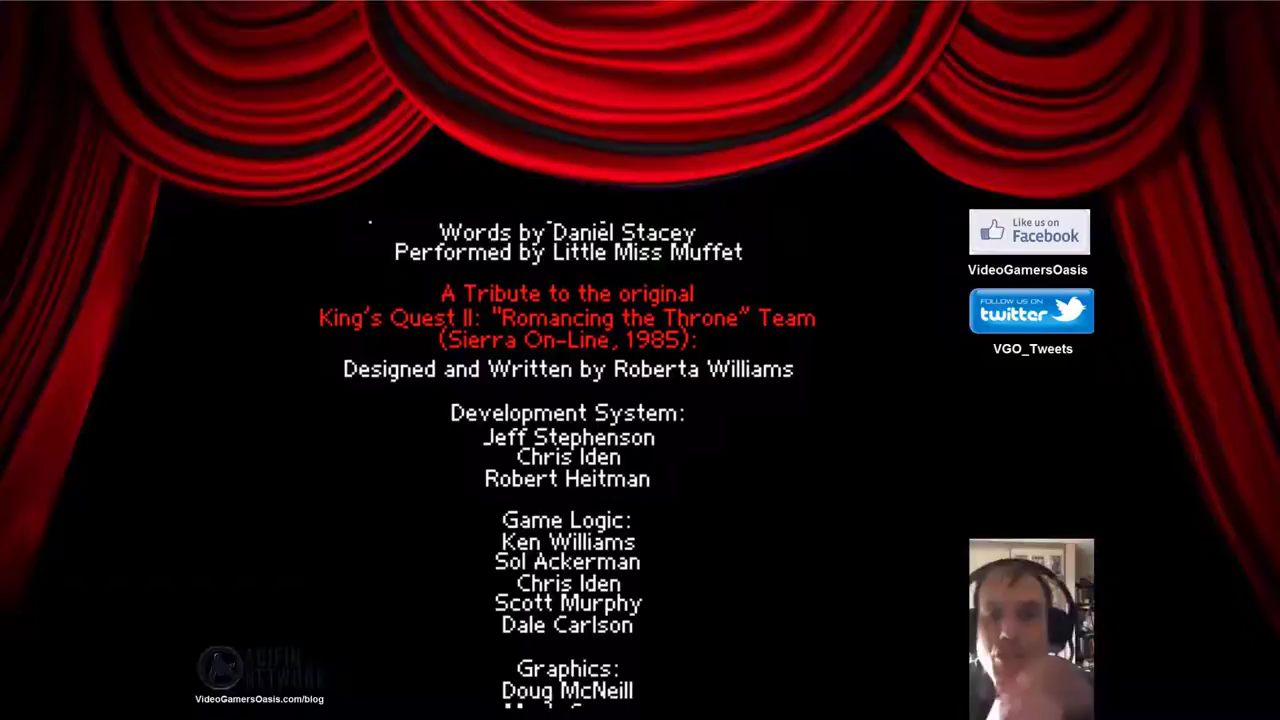 Words by Daniel Stacey
Performed by Little Miss Muffet
A Tribute to the original
King's Quest II: "Romancing the Throne" Team
(Sierra On-Line, 1985):
Designed and Written by Roberta Williams
Development System:
Jeff Stephenson
Chris Iden
Robert Heitman
Game Logic:
Ken Williams
Sol Ackerman
Chris Iden
Scott Murphy
Dale Carlson
Graphics:
Doug McNeill
Like us on
Facebook
VideoGamersOasis
FOLLOW US ON
twitter
VGO_Tweets
NETWORK
VideoGamersOasis.com/blog